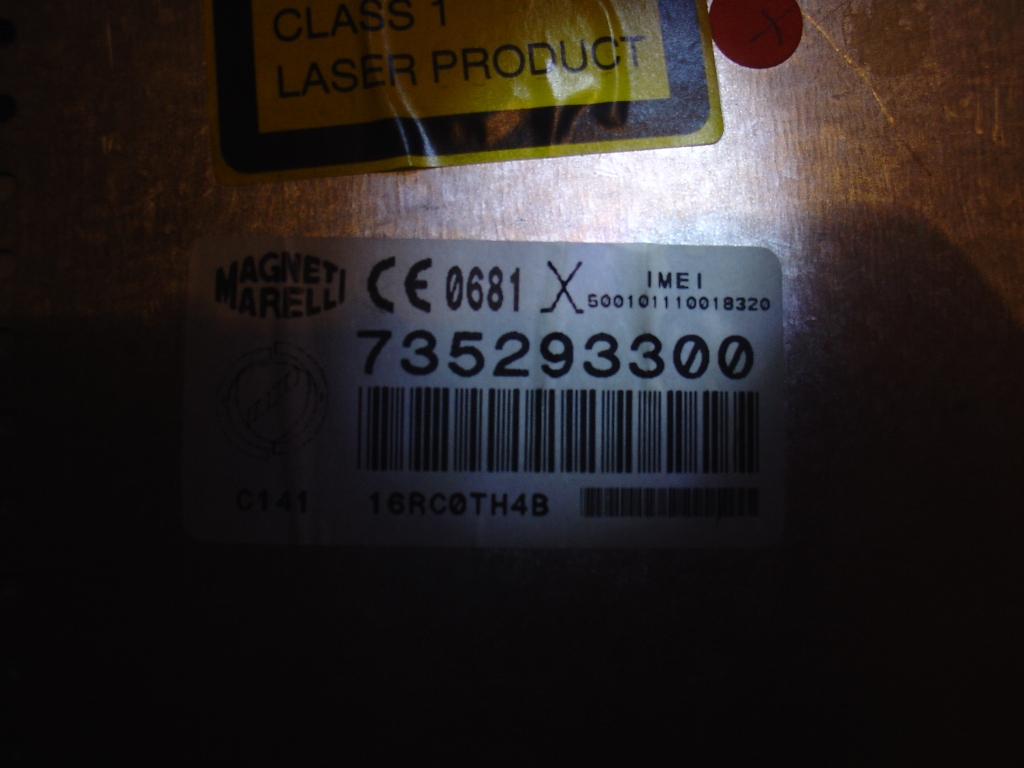 CLASS 1
LASER PRODUCT
X
MAGNETI
MARELLI
CE 0681 X
IMEI
500101110018320
735293300
C141
16RC0TH4B